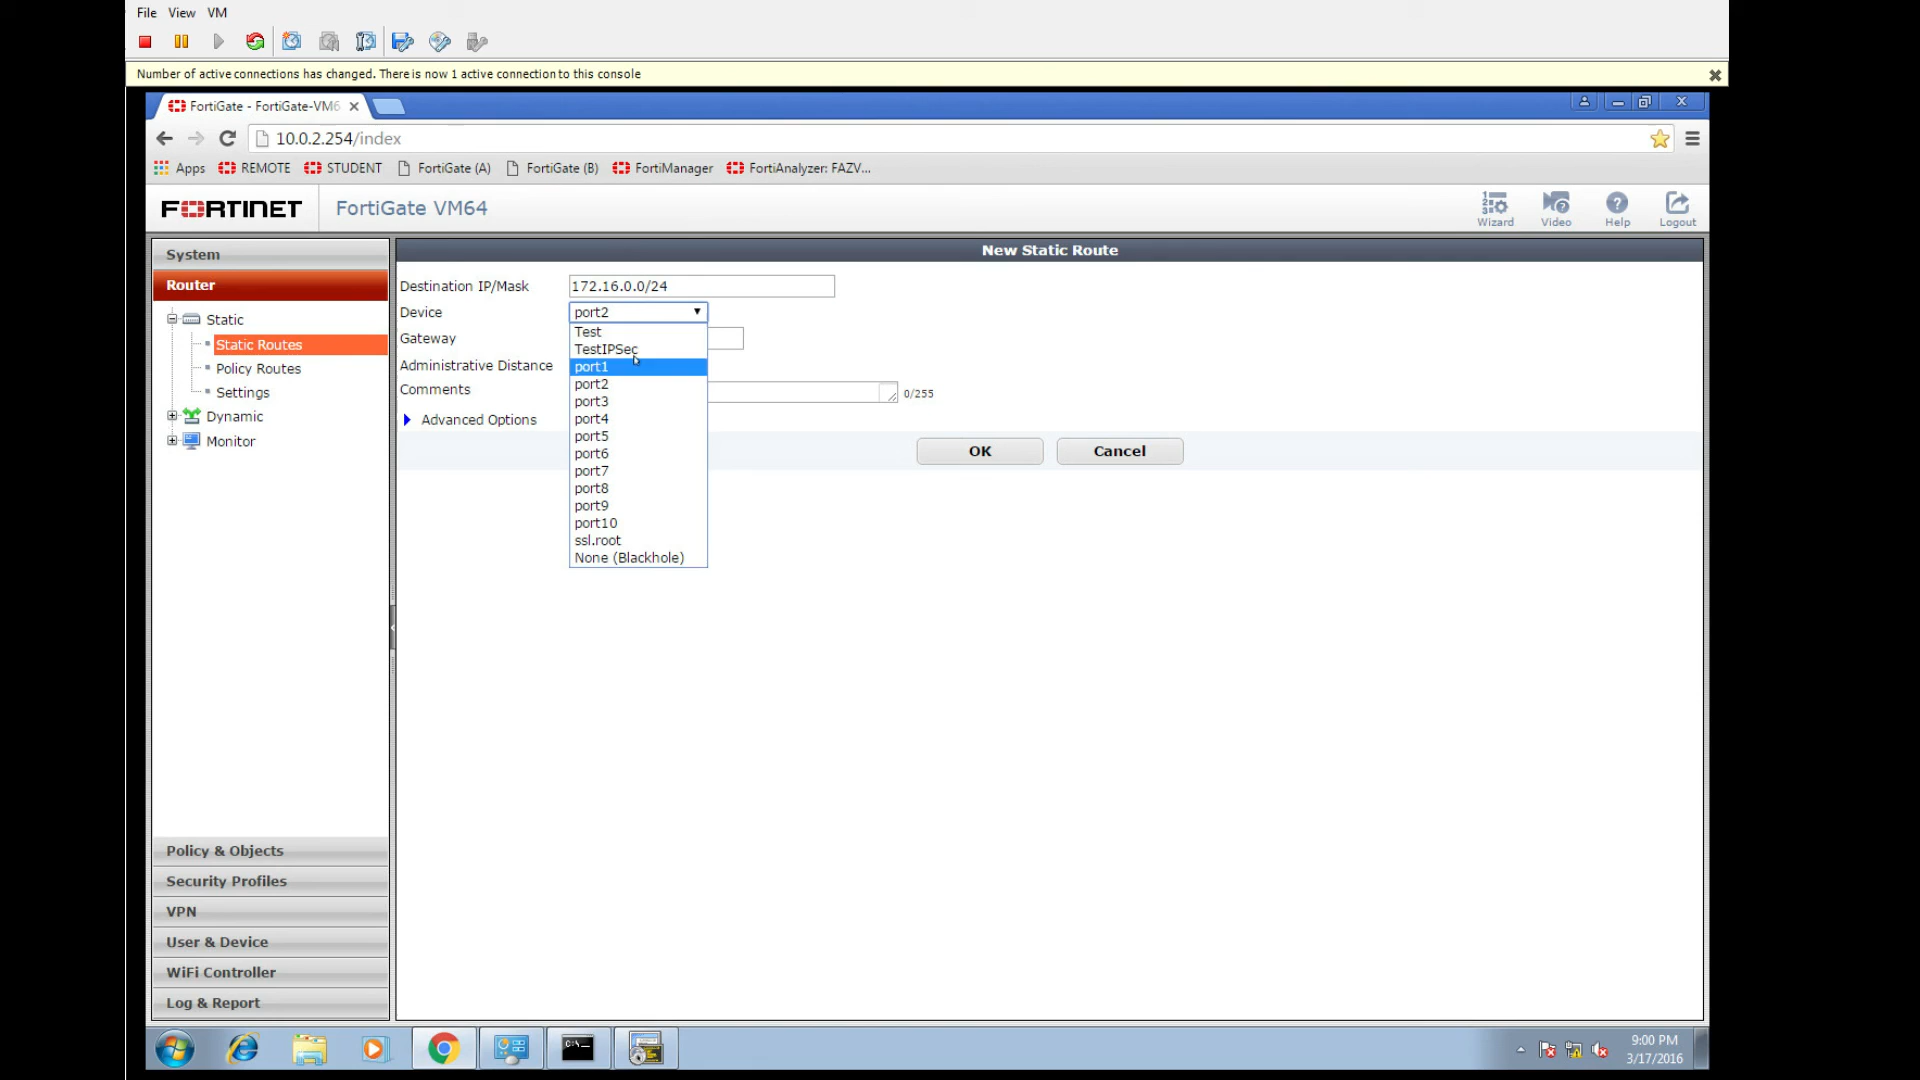 File View VM
Number of active connections has changed. There is now 1 active connection to this console
FortiGate - FortiGate-VM6
10.0.2.254/index
Apps REMOTE STUDENT FortiGate (A) FortiGate (B) FortiManager FortiAnalyzer: FAZV...
FORTINET FortiGate VM64
Wizard Video Help Logout
System
Router
Static
Static Routes
Policy Routes
Settings
Dynamic
Monitor
Policy & Objects
Security Profiles
VPN
User & Device
WiFi Controller
Log & Report
New Static Route
Destination IP/Mask 172.16.0.0/24
Device port2
Gateway
Administrative Distance
Comments 0/255
Advanced Options
Test
TestIPSec
port1
port2
port3
port4
port5
port6
port7
port8
port9
port10
ssl.root
None (Blackhole)
OK Cancel
C:\_
9:00 PM
3/17/2016